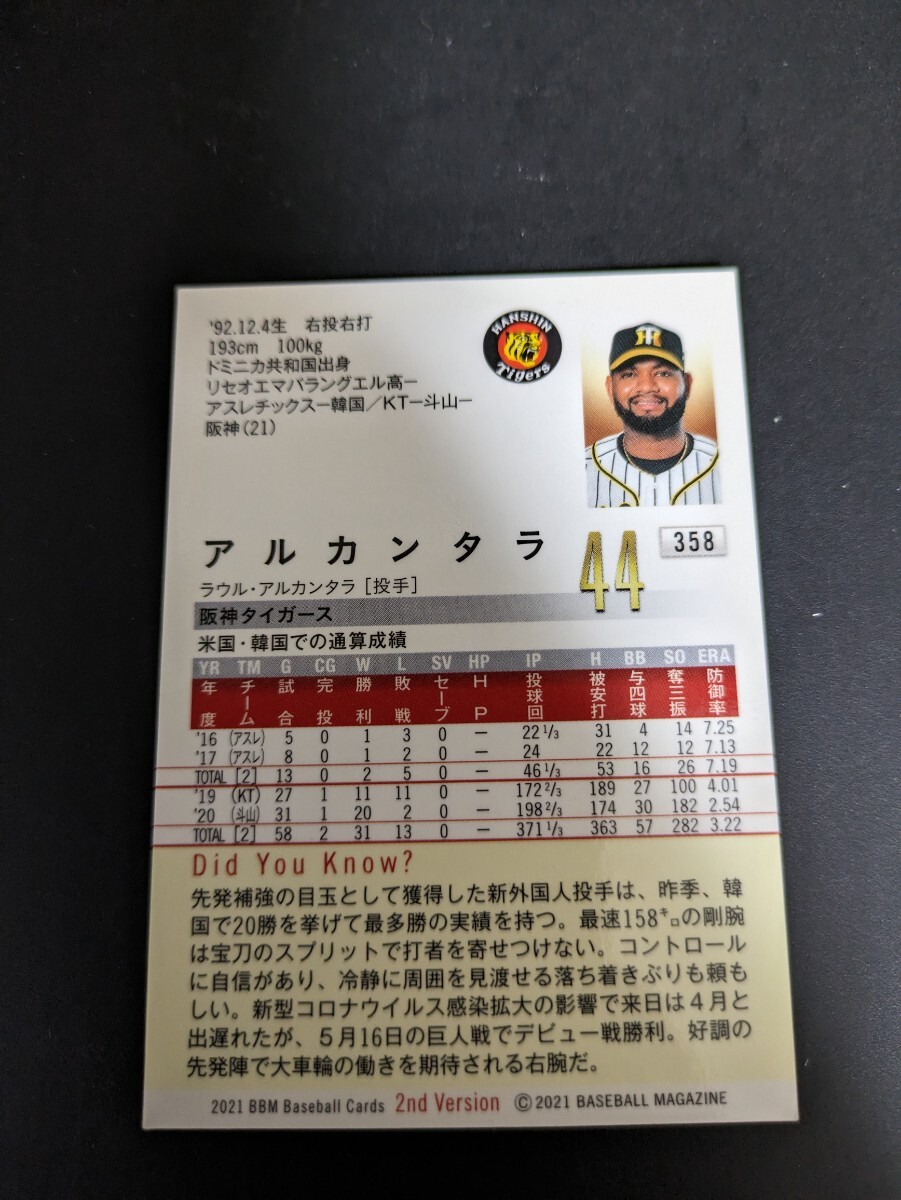 '92.12.4生 右投右打
193cm 100kg
ドミニカ共和国出身
リセオエマバラングエル高ー
アスレチックスー韓国／KTー斗山ー
阪神(21)
HANSHIN
Tigers
アルカンタラ
44
358
ラウル・アルカンタラ［投手］
阪神タイガース
米国・韓国での通算成績
YR TM G CG W L SV HP IP H BB SO ERA
年度 チーム 試合 完投 勝利 敗戦 セーブ HP 投球回 被安打 与四球 奪三振 防御率
'16 (アスレ) 5 0 1 3 0 − 22 1/3 31 4 14 7.25
'17 (アスレ) 8 0 1 2 0 − 24 22 12 12 7.13
TOTAL [2] 13 0 2 5 0 − 46 1/3 53 16 26 7.19
'19 (KT) 27 1 11 11 0 − 172 2/3 189 27 100 4.01
'20 (斗山) 31 1 20 2 0 − 198 2/3 174 30 182 2.54
TOTAL [2] 58 2 31 13 0 − 371 1/3 363 57 282 3.22
Did You Know?
先発補強の目玉として獲得した新外国人投手は、昨季、韓
国で20勝を挙げて最多勝の実績を持つ。最速158㌔の剛腕
は宝刀のスプリットで打者を寄せつけない。コントロール
に自信があり、冷静に周囲を見渡せる落ち着きぶりも頼も
しい。新型コロナウイルス感染拡大の影響で来日は４月と
出遅れたが、５月16日の巨人戦でデビュー戦勝利。好調の
先発陣で大車輪の働きを期待される右腕だ。
2021 BBM Baseball Cards 2nd Version ©2021 BASEBALL MAGAZINE